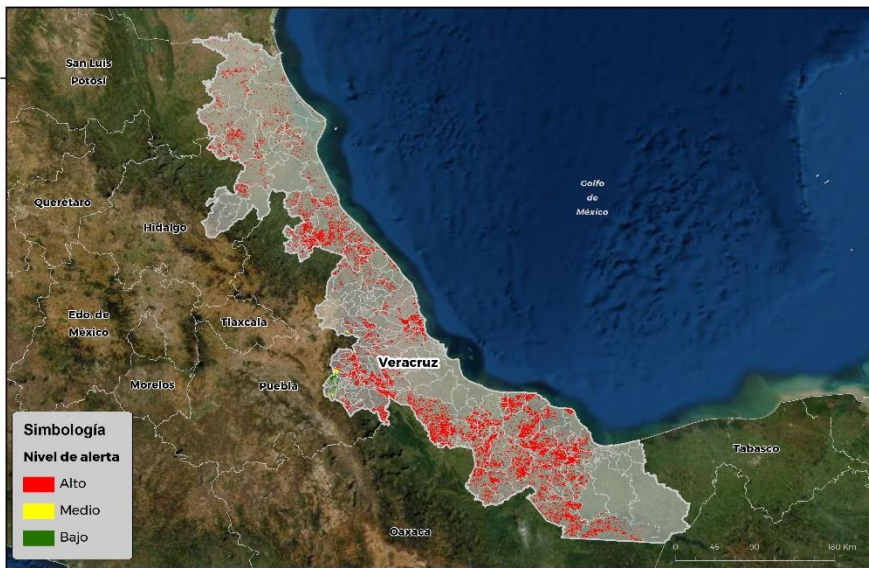 San Luis
Potosí
Querétaro
Hidalgo
Golfo
de
México
Edo. de
México
Tlaxcala
Morelos
Puebla
Veracruz
Tabasco
Oaxaca
Simbología
Nivel de alerta
Alto
Medio
Bajo
0 45 90 180 Km